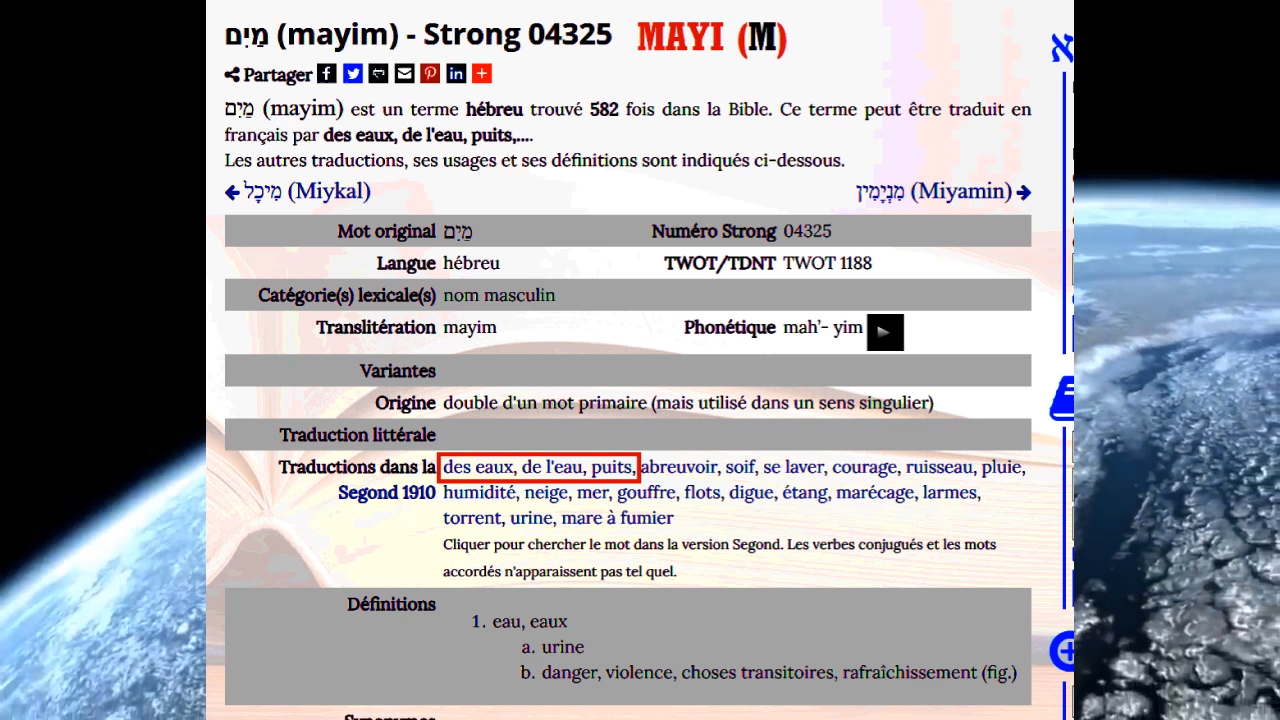 מַיִם (mayim) - Strong 04325 MAYI (M)
Partager
מַיִם (mayim) est un terme hébreu trouvé 582 fois dans la Bible. Ce terme peut être traduit en
français par des eaux, de l'eau, puits,....
Les autres traductions, ses usages et ses définitions sont indiqués ci-dessous.
מִיכָל (Miykal) מִנְיָמִין (Miyamin)
Mot original מַיִם Numéro Strong 04325
Langue hébreu TWOT/TDNT TWOT 1188
Catégorie(s) lexicale(s) nom masculin
Translitération mayim Phonétique mah’- yim
Variantes
Origine double d'un mot primaire (mais utilisé dans un sens singulier)
Traduction littérale
Traductions dans la des eaux, de l'eau, puits, abreuvoir, soif, se laver, courage, ruisseau, pluie,
Segond 1910 humidité, neige, mer, gouffre, flots, digue, étang, marécage, larmes,
torrent, urine, mare à fumier
Cliquer pour chercher le mot dans la version Segond. Les verbes conjugués et les mots
accordés n'apparaissent pas tel quel.
Définitions
1. eau, eaux
a. urine
b. danger, violence, choses transitoires, rafraîchissement (fig.)